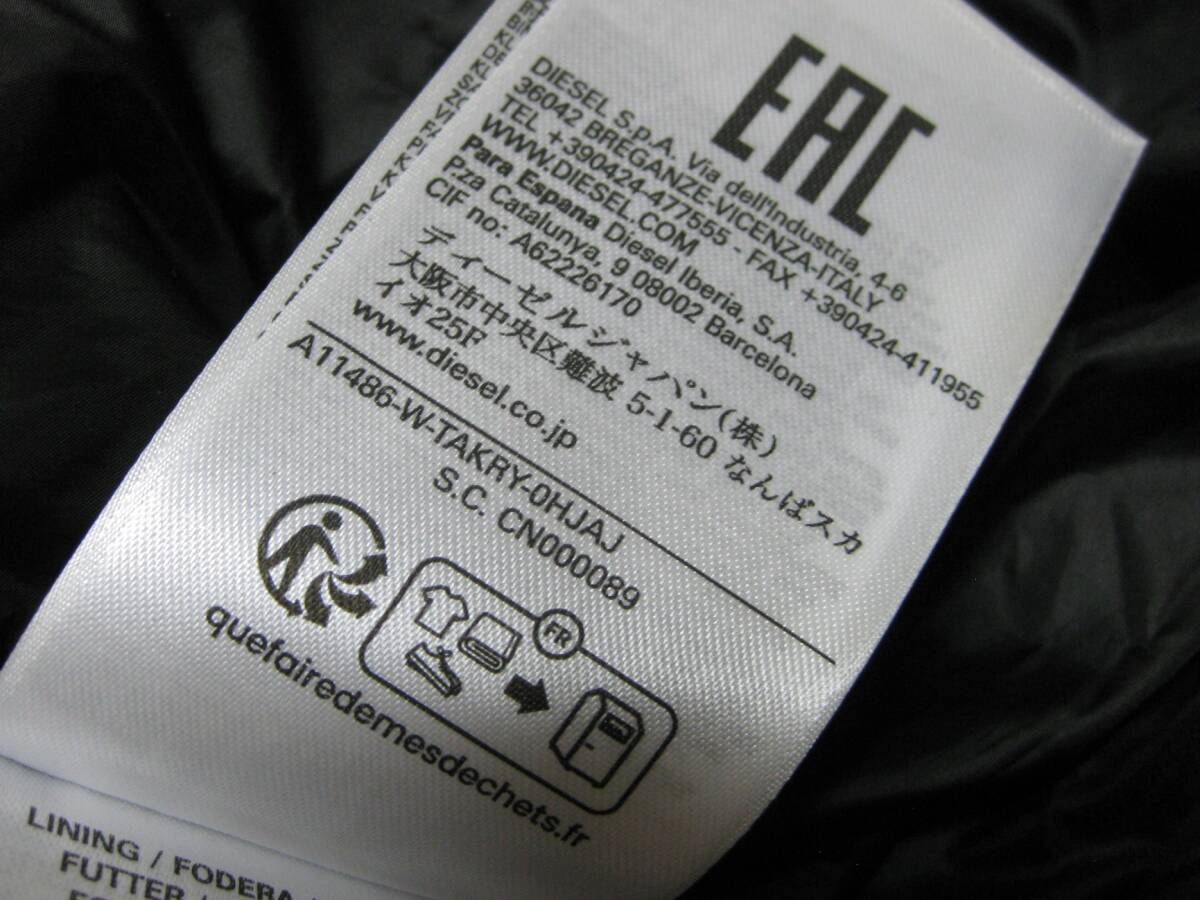 EAC
DIESEL S.p.A. Via dell'Industria, 4-6
36042 BREGANZE-VICENZA-ITALY
TEL +390424-477555 - FAX +390424-411955
WWW.DIESEL.COM
Para Espana Diesel Iberia, S.A.
P.za Catalunya, 9 08002 Barcelona
CIF no: A62226170
ディーゼルジャパン(株)
大阪市中央区難波 5-1-60 なんばスカ
イオ25F
www.diesel.co.jp
A11486-W-TAKRY-0HJAJ
S.C. CN000089
FR
quefairedemesdechets.fr
LINING / FODERA
FUTTER /